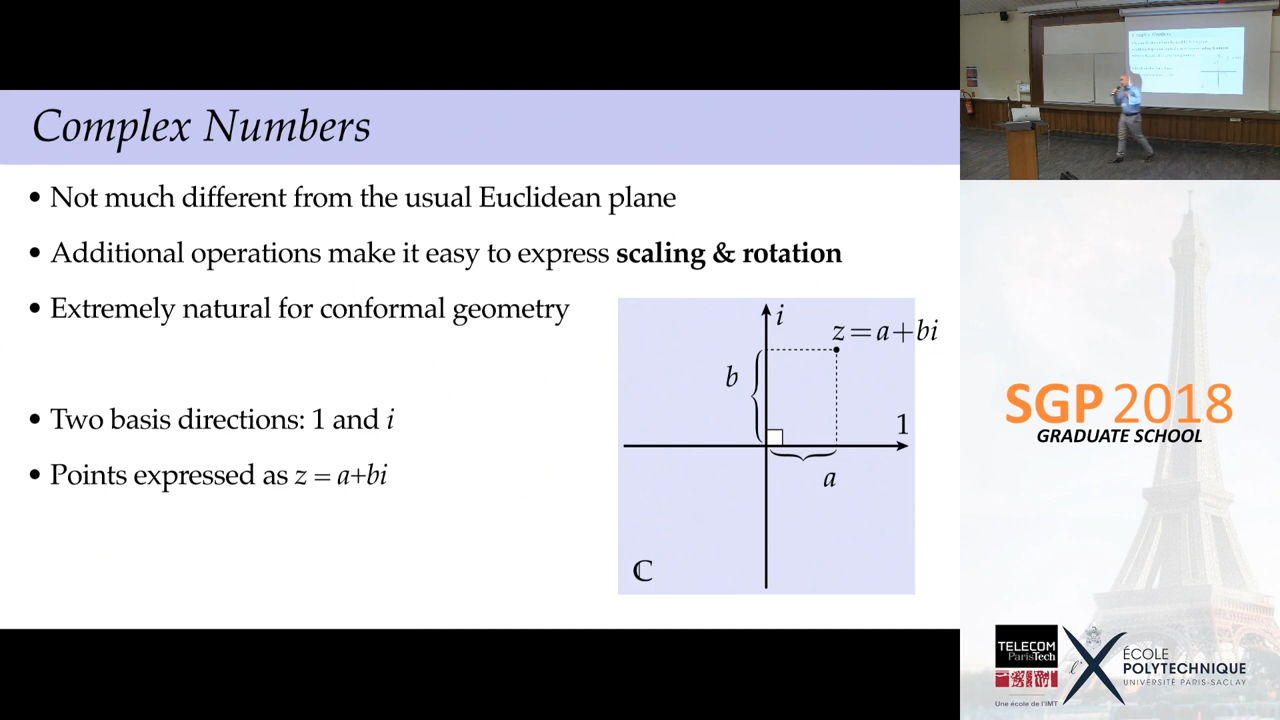 Complex Numbers
• Not much different from the usual Euclidean plane
• Additional operations make it easy to express scaling & rotation
• Extremely natural for conformal geometry
• Two basis directions: 1 and i
• Points expressed as z = a+bi
i
z=a+bi
b
1
a
ℂ
Complex Numbers
SGP 2018
GRADUATE SCHOOL
TELECOM
ParisTech
Une école de l'IMT
l'X
ÉCOLE
POLYTECHNIQUE
UNIVERSITÉ PARIS-SACLAY